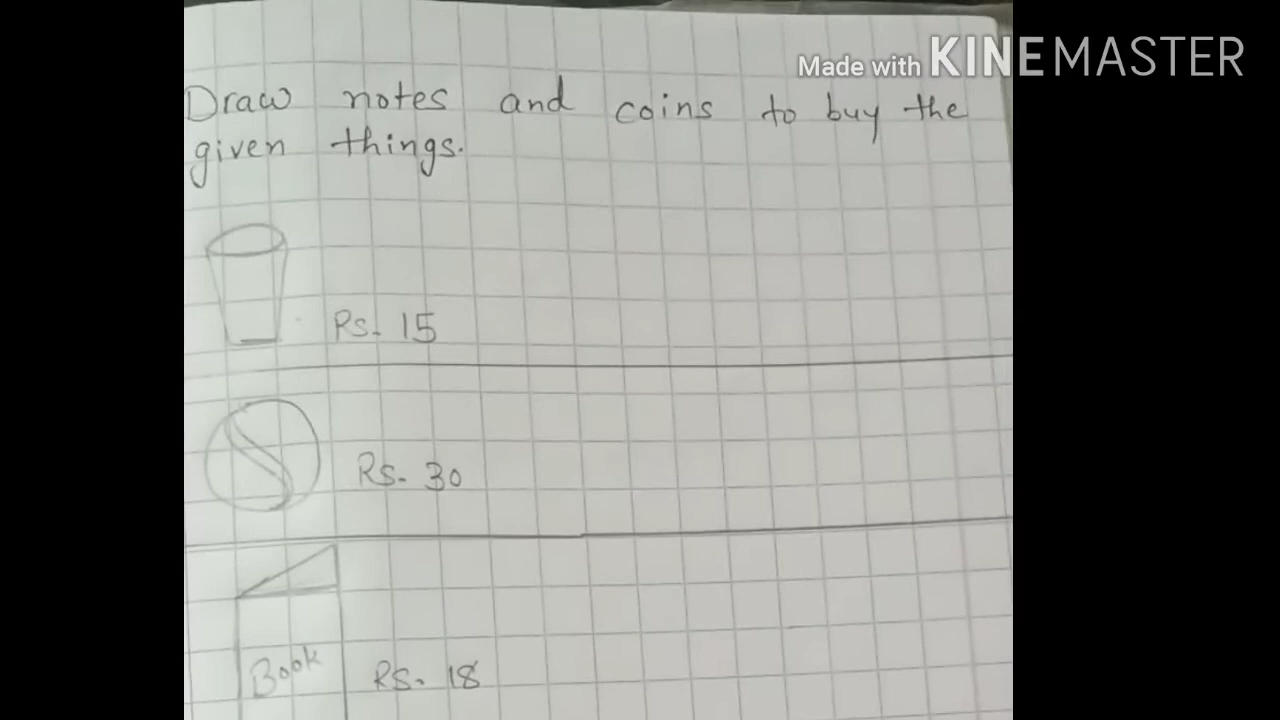 Made with KINEMASTER
Draw notes and coins to buy the
given things.
Rs. 15
Rs. 30
Book Rs. 18